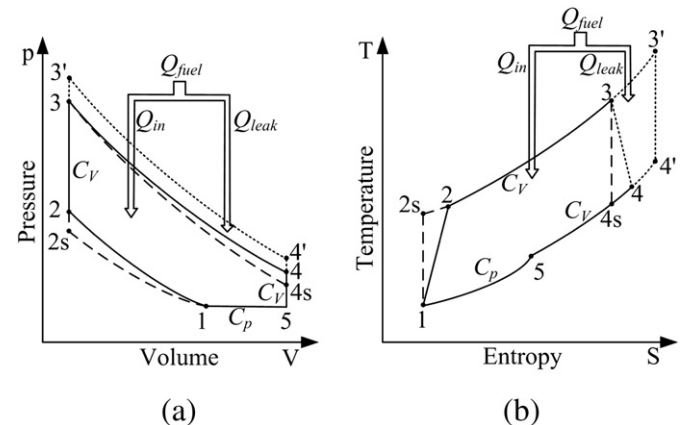 p
3'
3
2
2s
C_V
Q_fuel
Q_in
Q_leak
4'
4
C_V
4s
1
C_p
5
Pressure
Volume
V
(a)
T
Q_fuel
3'
Q_in
Q_leak
3
4'
C_V
2s
2
4
C_V
4s
C_p
5
1
Temperature
Entropy
S
(b)